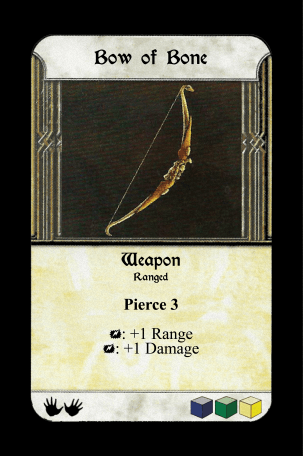 Bow of Bone
Weapon
Ranged
Pierce 3
: +1 Range
: +1 Damage